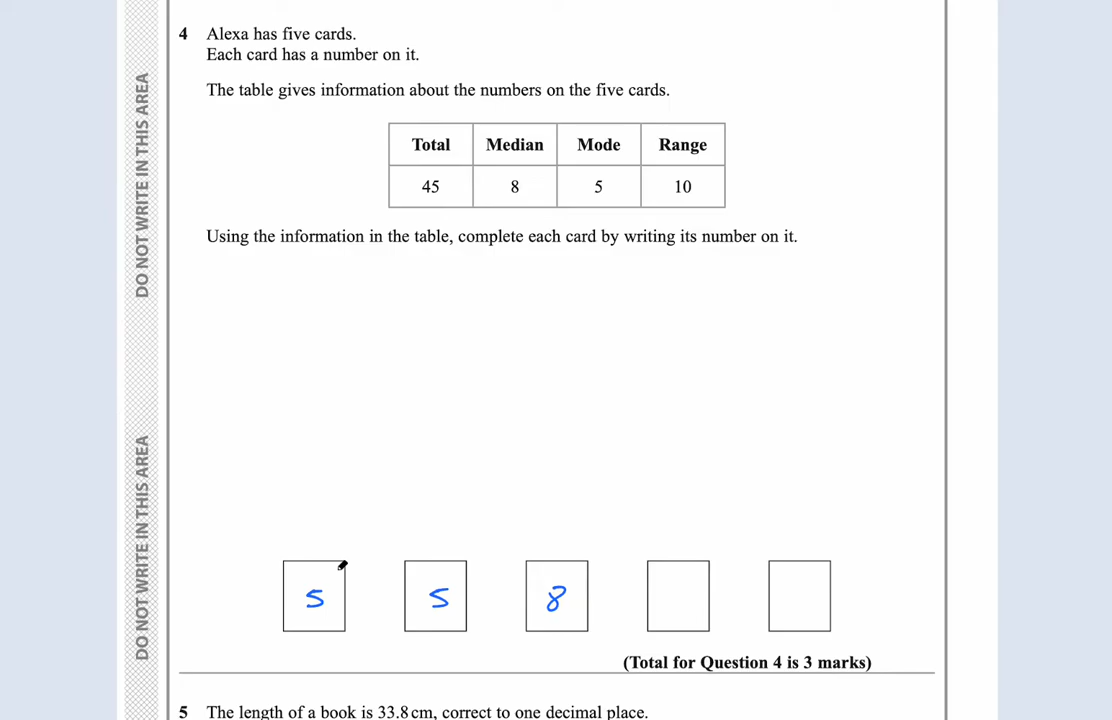 DO NOT WRITE IN THIS AREA
DO NOT WRITE IN THIS AREA
4 Alexa has five cards.
Each card has a number on it.
The table gives information about the numbers on the five cards.
Total Median Mode Range
45 8 5 10
Using the information in the table, complete each card by writing its number on it.
5 5 8
(Total for Question 4 is 3 marks)
5 The length of a book is 33.8 cm, correct to one decimal place.